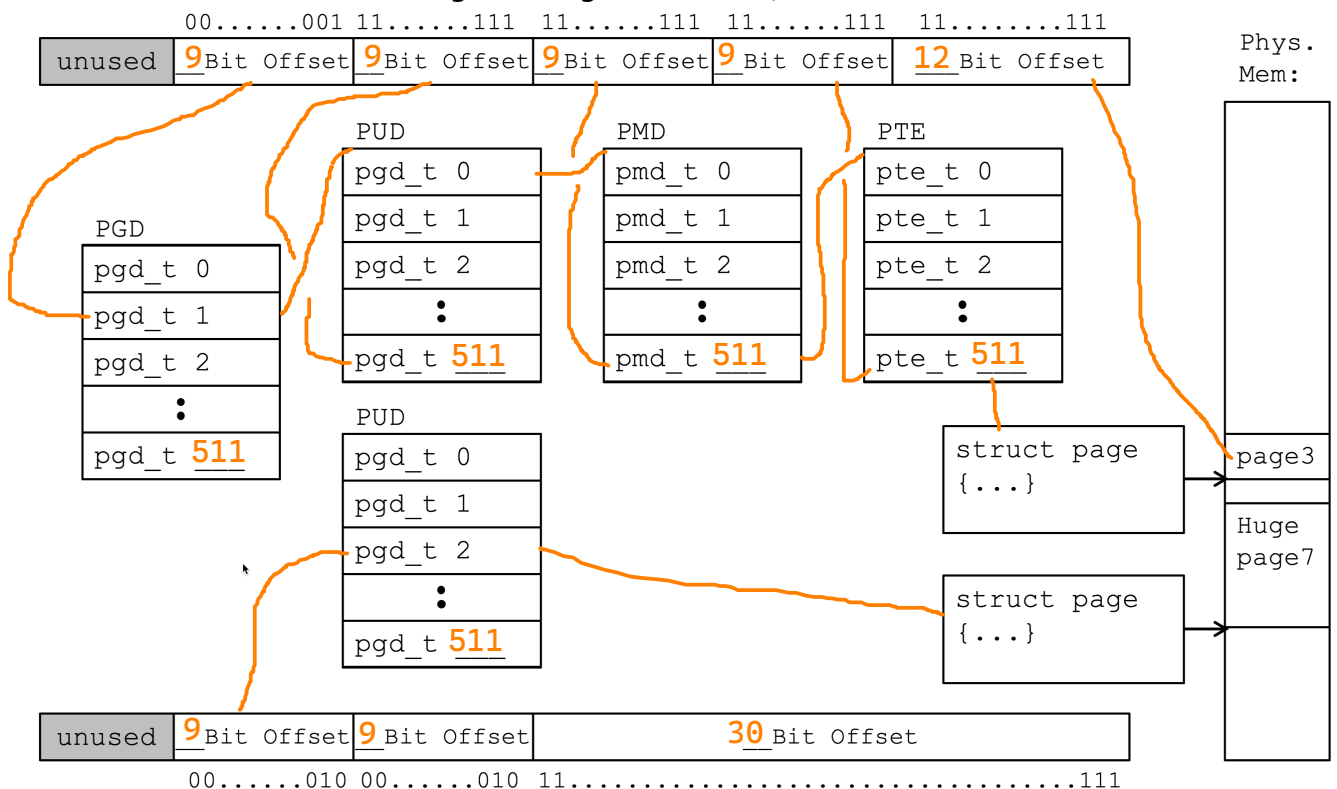 00.......001 11.......111 11.......111 11.......111 11.........111
unused 9 Bit Offset 9 Bit Offset 9 Bit Offset 9 Bit Offset 12 Bit Offset
Phys.
Mem:
PUD
pgd_t 0
pgd_t 1
pgd_t 2
pgd_t 511
PMD
pmd_t 0
pmd_t 1
pmd_t 2
pmd_t 511
PTE
pte_t 0
pte_t 1
pte_t 2
pte_t 511
PGD
pgd_t 0
pgd_t 1
pgd_t 2
pgd_t 511
PUD
pgd_t 0
pgd_t 1
pgd_t 2
pgd_t 511
struct page
{...}
page3
Huge
page7
struct page
{...}
unused 9 Bit Offset 9 Bit Offset 30 Bit Offset
00......010 00......010 11..............................111